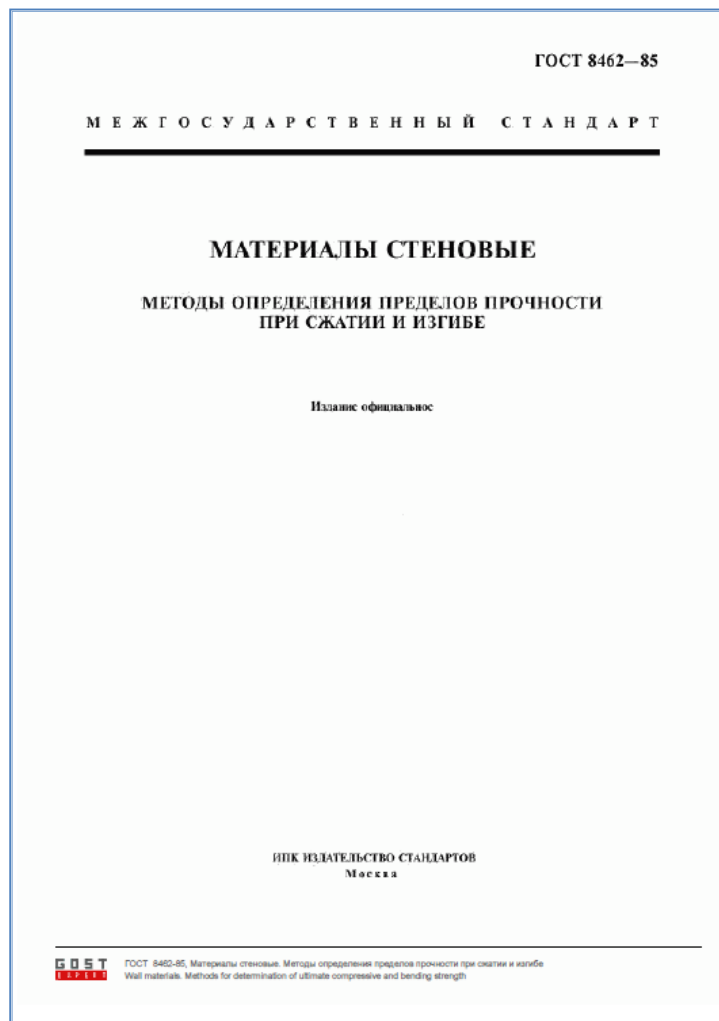 ГОСТ 8462—85
МЕЖГОСУДАРСТВЕННЫЙ СТАНДАРТ
МАТЕРИАЛЫ СТЕНОВЫЕ
МЕТОДЫ ОПРЕДЕЛЕНИЯ ПРЕДЕЛОВ ПРОЧНОСТИ
ПРИ СЖАТИИ И ИЗГИБЕ
Издание официальное
ИПК ИЗДАТЕЛЬСТВО СТАНДАРТОВ
Москва
GOST
EXPERT
ГОСТ 8462-85, Материалы стеновые. Методы определения пределов прочности при сжатии и изгибе
Wall materials. Methods for determination of ultimate compressive and bending strength